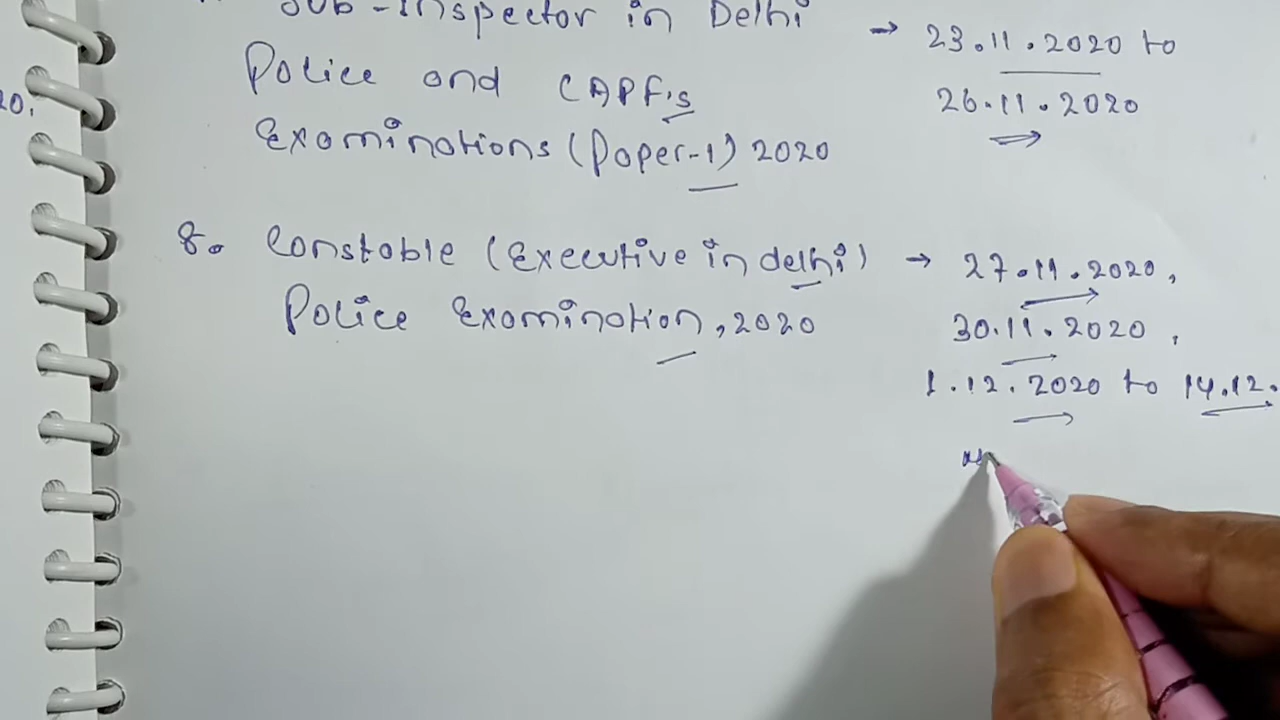 Sub-Inspector in Delhi → 23.11.2020 to
Police and CAPF's 26.11.2020
Examinations (Paper-1) 2020
20.
8. Constable (Executive in delhi) → 27.11.2020,
Police Examination, 2020 30.11.2020,
1.12.2020 to 14.12.